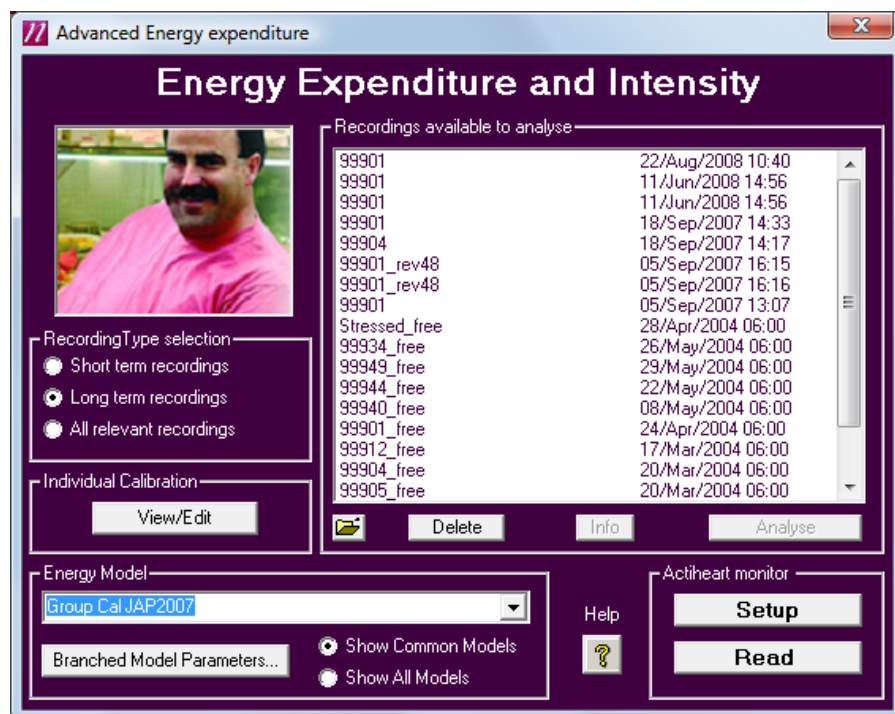 Advanced Energy expenditure
Energy Expenditure and Intensity
Recordings available to analyse
99901 22/Aug/2008 10:40
99901 11/Jun/2008 14:56
99901 11/Jun/2008 14:56
99901 18/Sep/2007 14:33
99904 18/Sep/2007 14:17
99901_rev48 05/Sep/2007 16:15
99901_rev48 05/Sep/2007 16:16
99901 05/Sep/2007 13:07
Stressed_free 28/Apr/2004 06:00
99934_free 26/May/2004 06:00
99949_free 29/May/2004 06:00
99944_free 22/May/2004 06:00
99940_free 08/May/2004 06:00
99901_free 24/Apr/2004 06:00
99912_free 17/Mar/2004 06:00
99904_free 20/Mar/2004 06:00
99905_free 20/Mar/2004 06:00
Delete Info Analyse
RecordingType selection
Short term recordings
Long term recordings
All relevant recordings
Individual Calibration
View/Edit
Energy Model
Group Cal JAP2007
Branched Model Parameters...
Show Common Models
Show All Models
Help
?
Actiheart monitor
Setup
Read